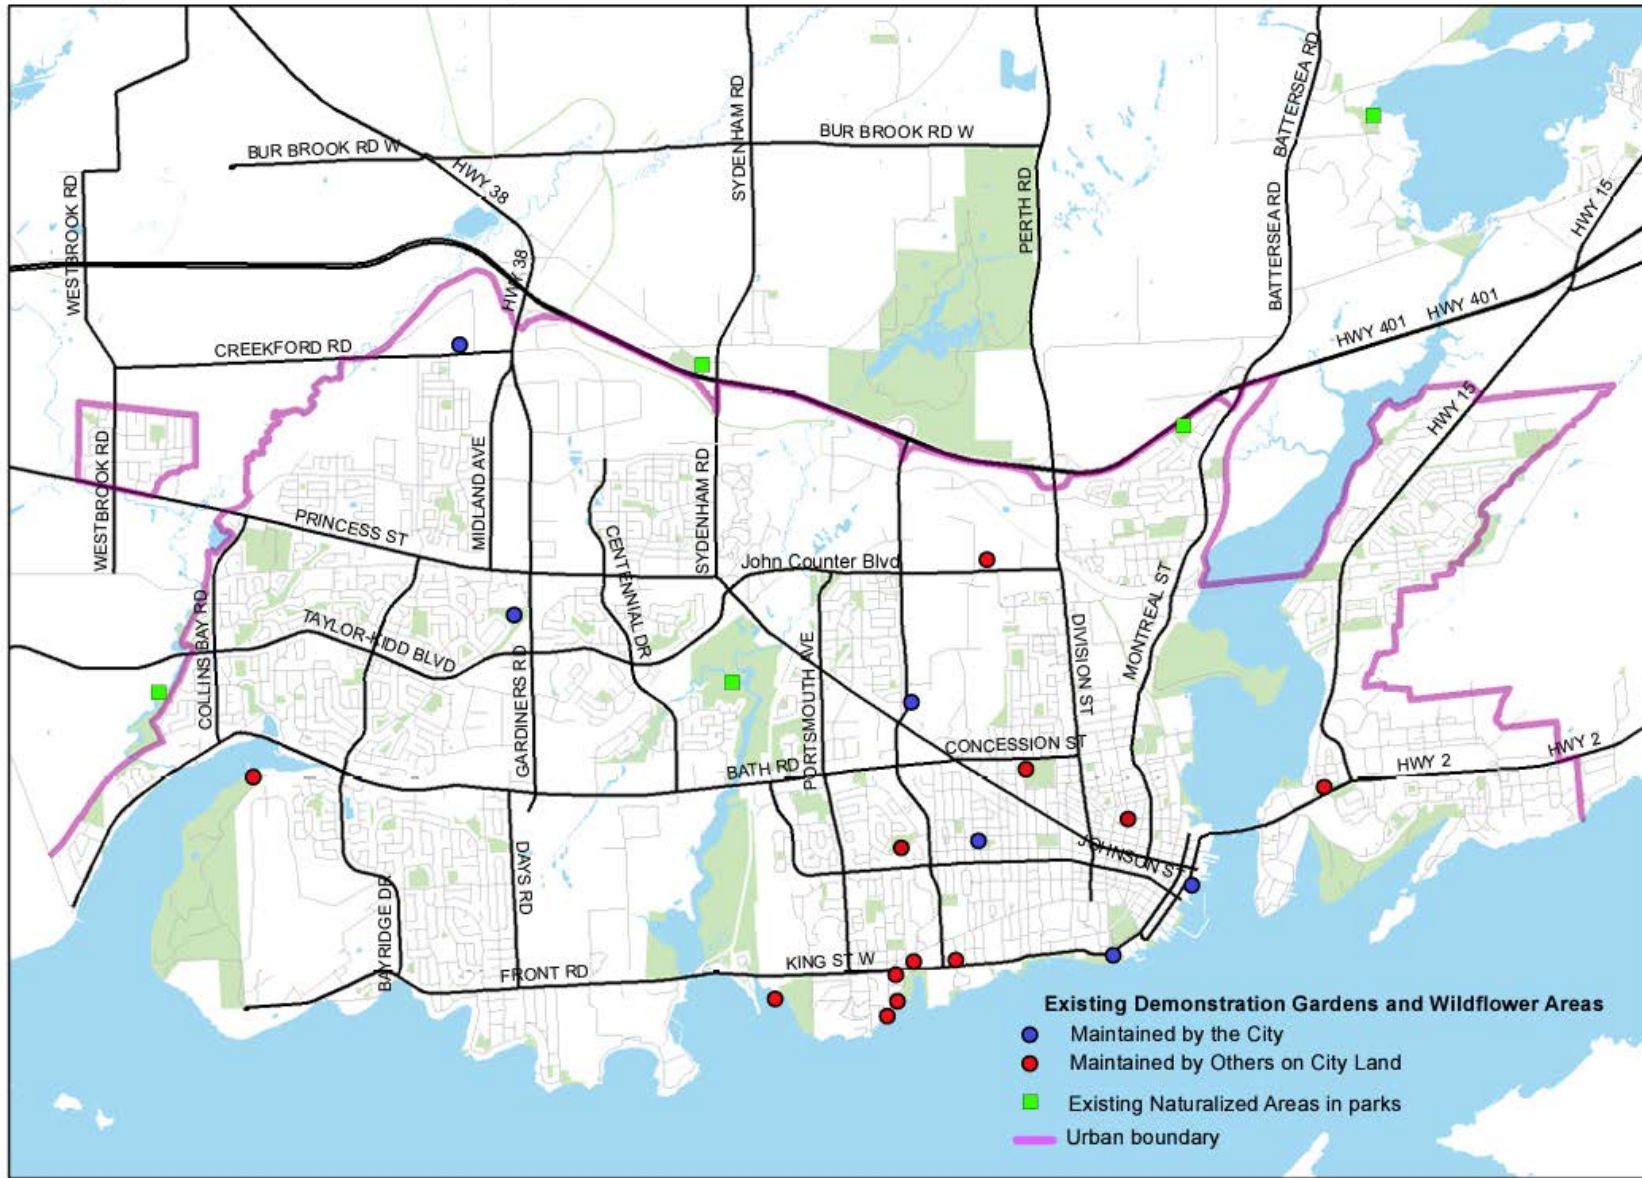 BATTERSEA RD
SYDENHAM RD
BUR BROOK RD W
BUR BROOK RD W
HWY 38
WESTBROOK RD
PERTH RD
BATTERSEA RD
HWY 15
HWY 38
HWY 401
HWY 401
CREEKFORD RD
HWY 15
WESTBROOK RD
MIDLAND AVE
SYDENHAM RD
PRINCESS ST
CENTENNIAL DR
John Counter Blvd
COLLINS BAY RD
TAYLOR-KIDD BLVD
GARDINERS RD
PORTSMOUTH AVE
DIVISION ST
MONTREAL ST
CONCESSION ST
BATH RD
HWY 2
HWY 2
DAYS RD
JOHNSON ST
BAYRIDGE DR
FRONT RD
KING ST W
Existing Demonstration Gardens and Wildflower Areas
Maintained by the City
Maintained by Others on City Land
Existing Naturalized Areas in parks
Urban boundary